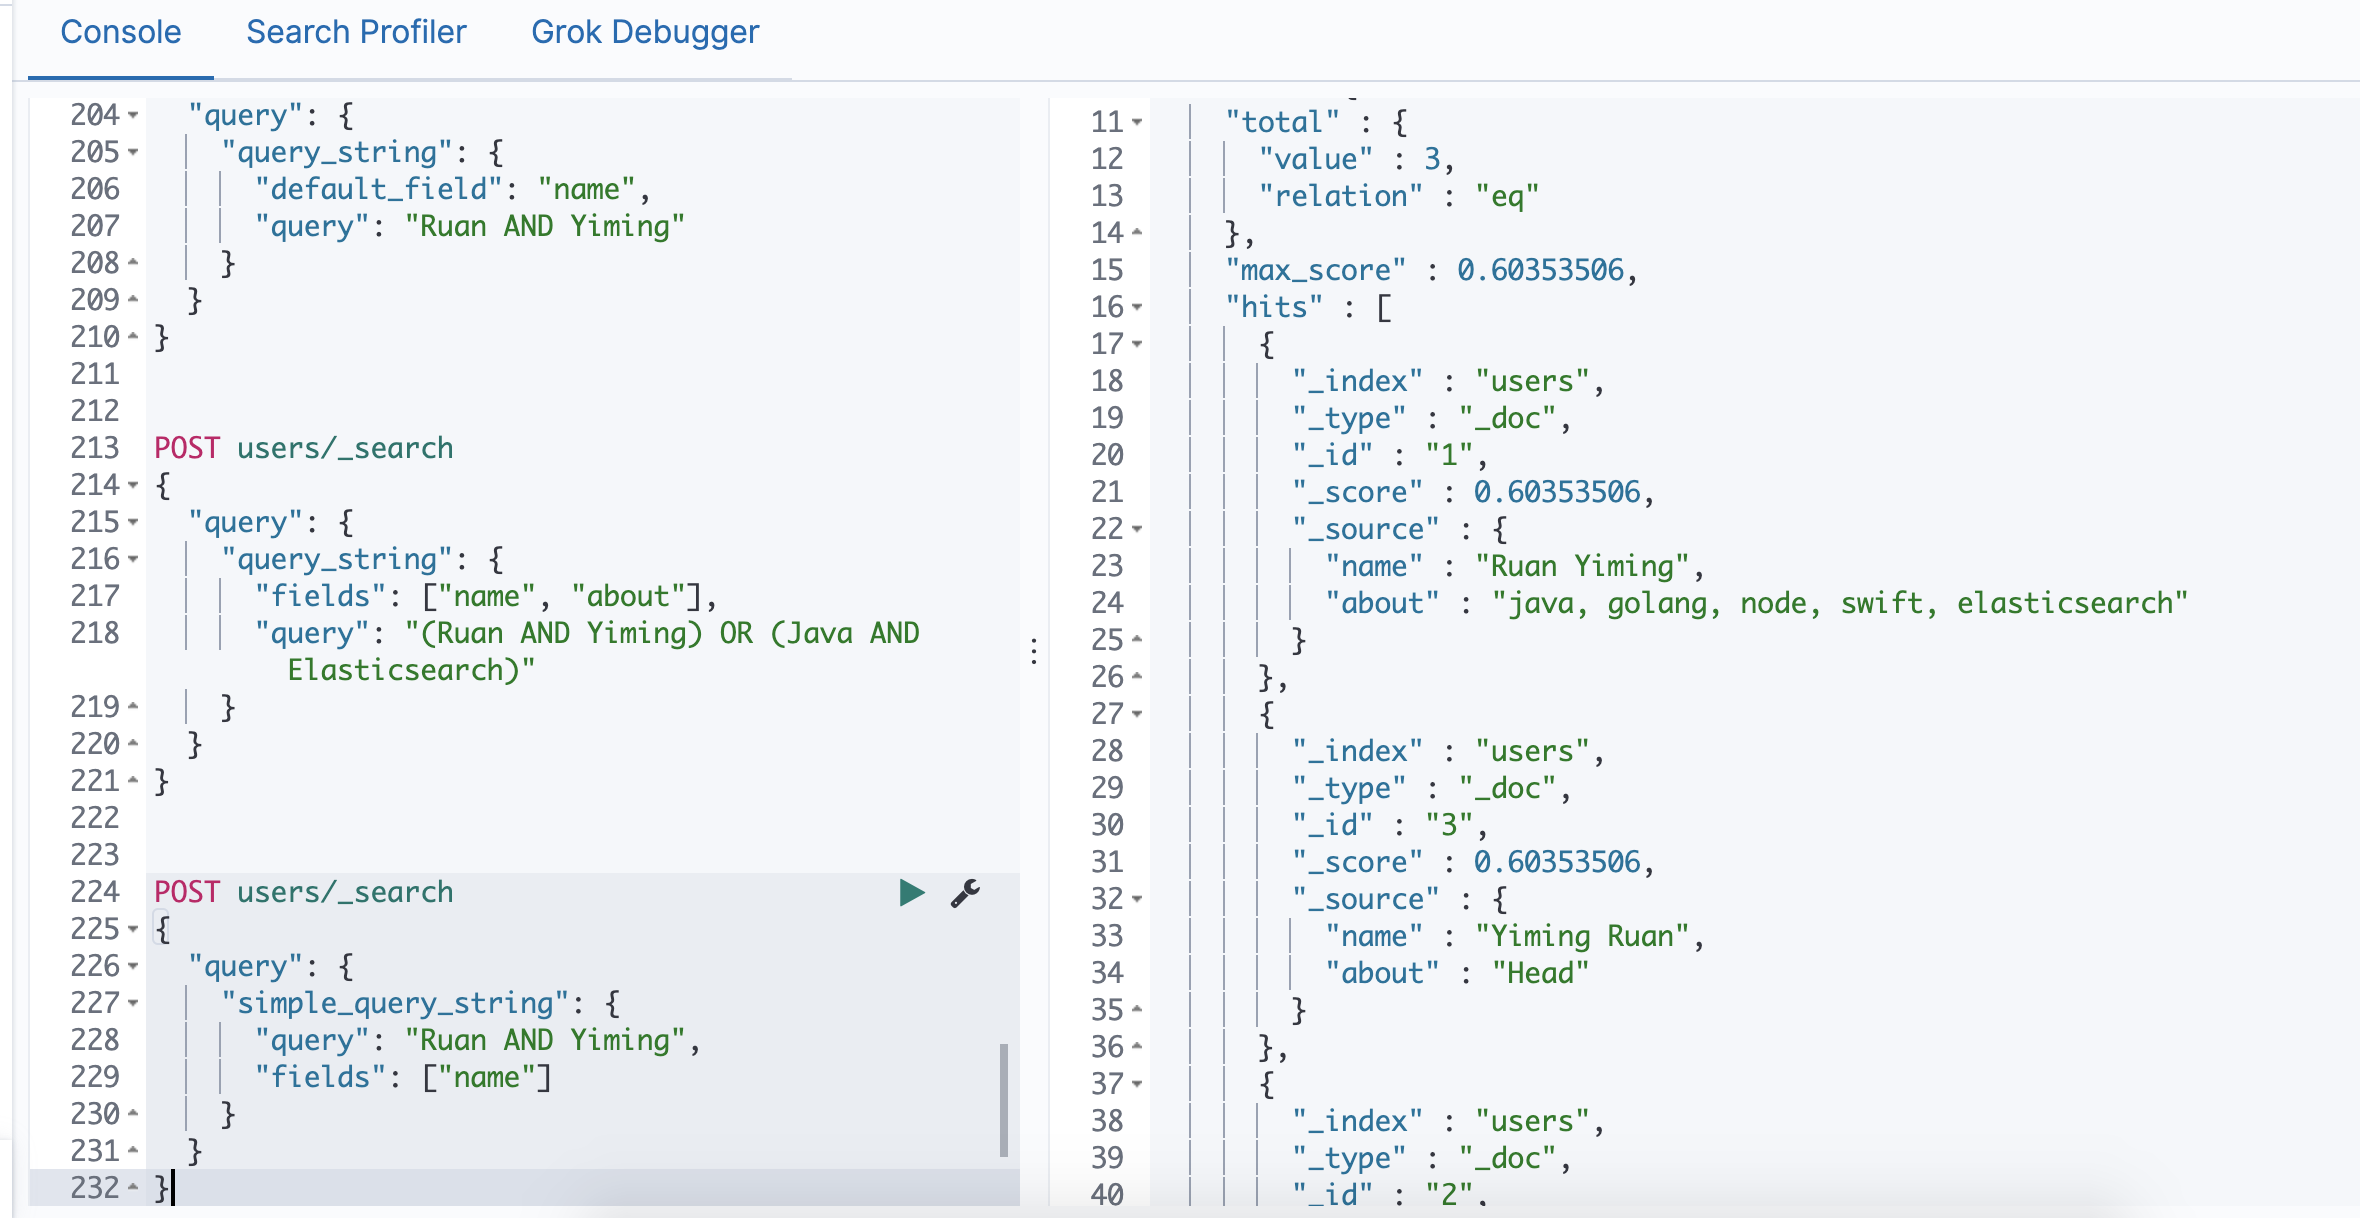 Console Search Profiler Grok Debugger
204 "query": {
205 "query_string": {
206 "default_field": "name",
207 "query": "Ruan AND Yiming"
208 }
209 }
210 }
211
212
213 POST users/_search
214 {
215 "query": {
216 "query_string": {
217 "fields": ["name", "about"],
218 "query": "(Ruan AND Yiming) OR (Java AND
Elasticsearch)"
219 }
220 }
221 }
222
223
224 POST users/_search
225 {
226 "query": {
227 "simple_query_string": {
228 "query": "Ruan AND Yiming",
229 "fields": ["name"]
230 }
231 }
232 }
11 "total" : {
12 "value" : 3,
13 "relation" : "eq"
14 },
15 "max_score" : 0.60353506,
16 "hits" : [
17 {
18 "_index" : "users",
19 "_type" : "_doc",
20 "_id" : "1",
21 "_score" : 0.60353506,
22 "_source" : {
23 "name" : "Ruan Yiming",
24 "about" : "java, golang, node, swift, elasticsearch"
25 }
26 },
27 {
28 "_index" : "users",
29 "_type" : "_doc",
30 "_id" : "3",
31 "_score" : 0.60353506,
32 "_source" : {
33 "name" : "Yiming Ruan",
34 "about" : "Head"
35 }
36 },
37 {
38 "_index" : "users",
39 "_type" : "_doc",
40 "_id" : "2",